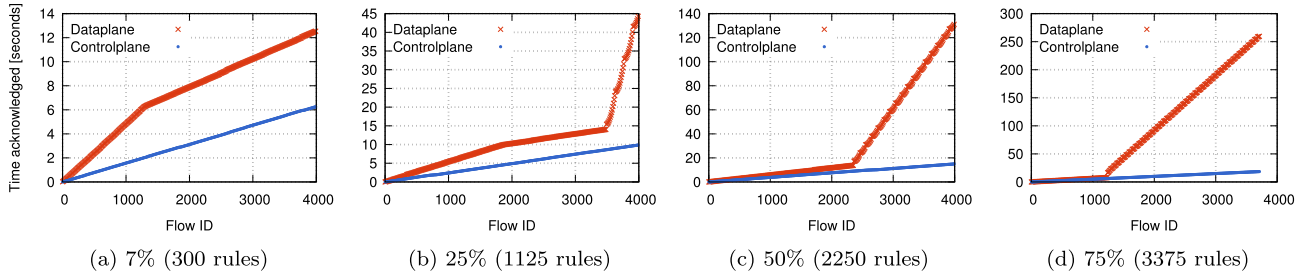 Time acknowledged [seconds]
14
12
10
8
6
4
2
0
Dataplane
Controlplane
0 1000 2000 3000 4000
Flow ID
(a) 7% (300 rules)
45
40
35
30
25
20
15
10
5
0
Dataplane
Controlplane
0 1000 2000 3000 4000
Flow ID
(b) 25% (1125 rules)
140
120
100
80
60
40
20
0
Dataplane
Controlplane
0 1000 2000 3000 4000
Flow ID
(c) 50% (2250 rules)
300
250
200
150
100
50
0
Dataplane
Controlplane
0 1000 2000 3000 4000
Flow ID
(d) 75% (3375 rules)